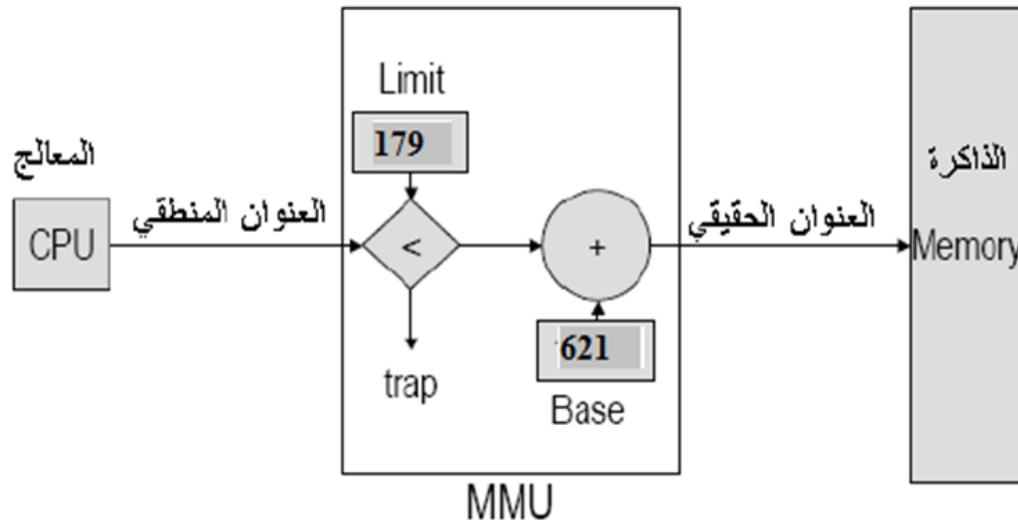 Limit
179
المعالج
CPU
العنوان المنطقي
<
trap
+
621
Base
العنوان الحقيقي
الذاكرة
Memory
MMU